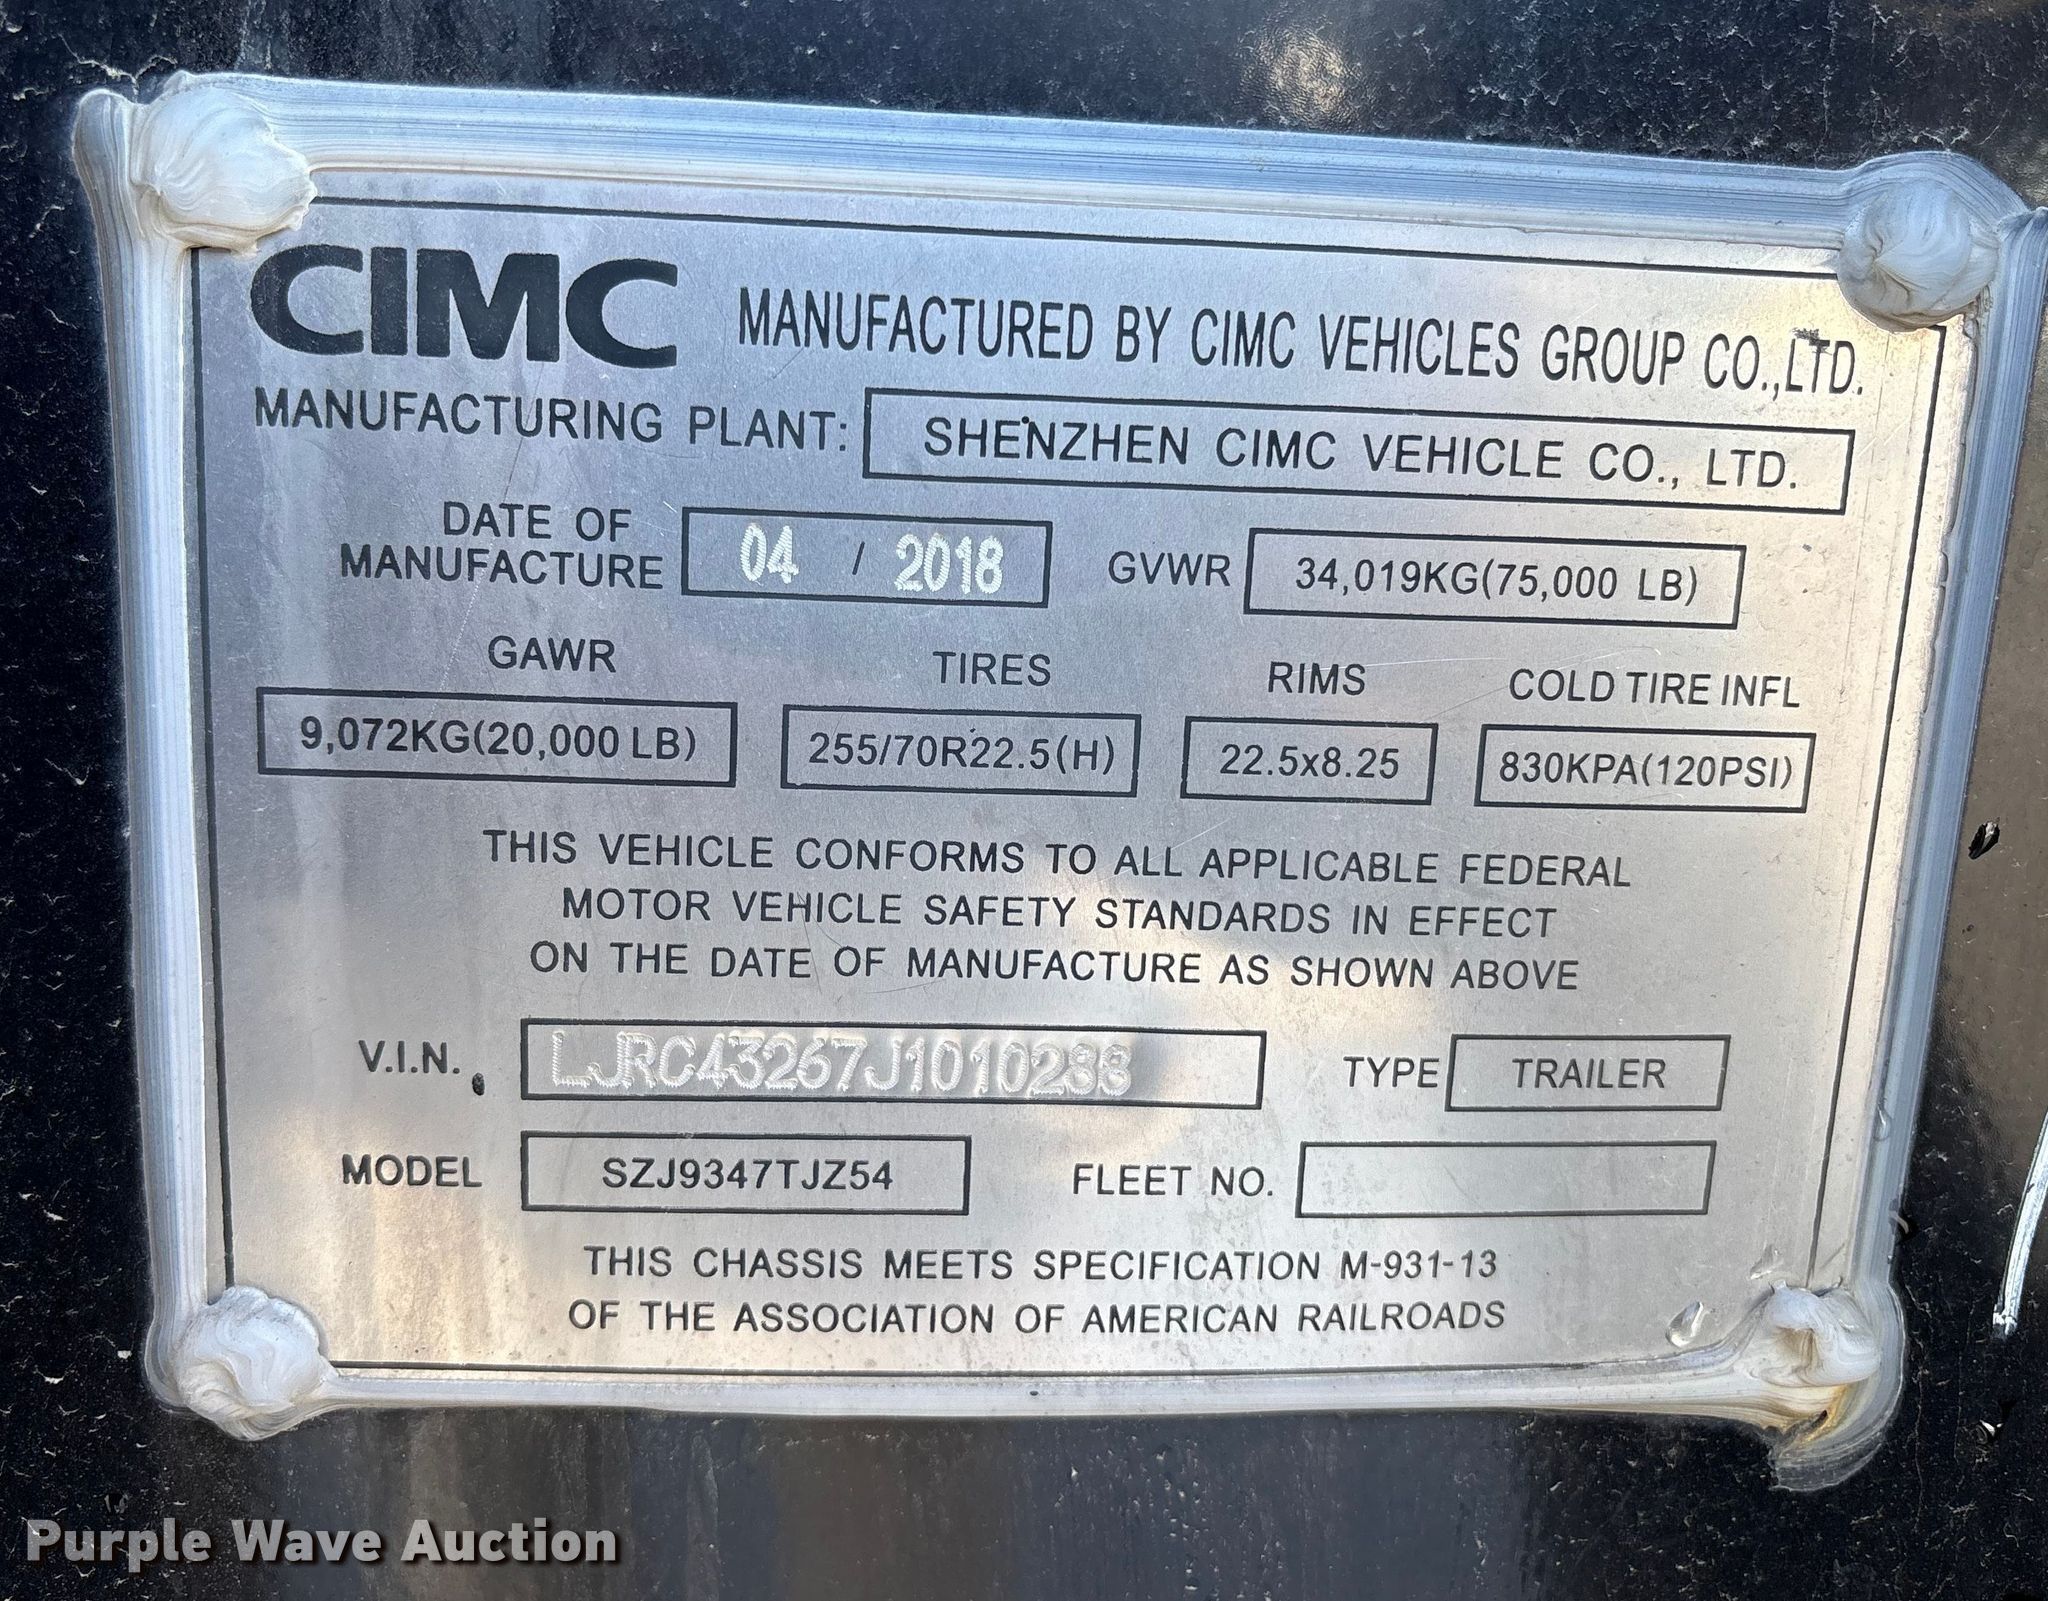 CIMC MANUFACTURED BY CIMC VEHICLES GROUP CO.,LTD.
MANUFACTURING PLANT: SHENZHEN CIMC VEHICLE CO., LTD.
DATE OF
MANUFACTURE 04 / 2018 GVWR 34,019KG(75,000 LB)
GAWR TIRES RIMS COLD TIRE INFL
9,072KG(20,000 LB) 255/70R22.5(H) 22.5x8.25 830KPA(120PSI)
THIS VEHICLE CONFORMS TO ALL APPLICABLE FEDERAL
MOTOR VEHICLE SAFETY STANDARDS IN EFFECT
ON THE DATE OF MANUFACTURE AS SHOWN ABOVE
V.I.N. LJRC43267J1010288 TYPE TRAILER
MODEL SZJ9347TJZ54 FLEET NO.
THIS CHASSIS MEETS SPECIFICATION M-931-13
OF THE ASSOCIATION OF AMERICAN RAILROADS
Purple Wave Auction